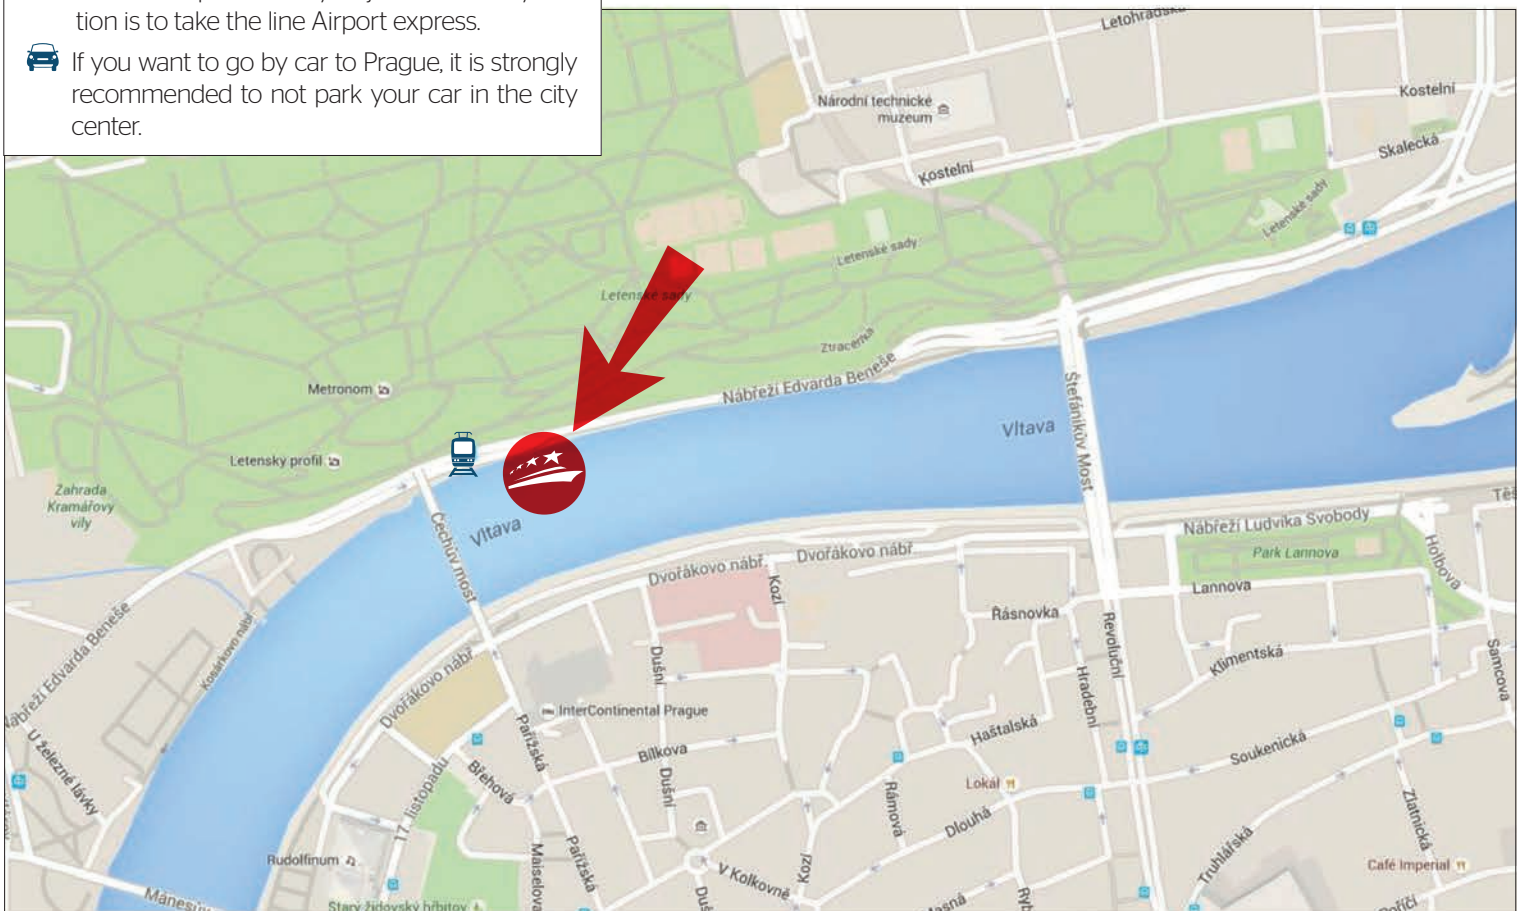 tion is to take the line Airport express.
If you want to go by car to Prague, it is strongly
recommended to not park your car in the city
center.
Letohradská
Kostelní
Národní technické
muzeum
Skalecká
Kostelní
Letenské sady
Letenské sady
Letenské sady
Ztracenka
Nábřeží Edvarda Beneše
Metronom
Štefánikův Most
Vltava
Letenský profil
Zahrada
Kramářovy
vily
Čechův most
Vltava
Nábřeží Ludvíka Svobody
Dvořákovo nábř.
Dvořákovo nábř.
Park Lannova
Holbova
Kozí
Lannova
Nábřeží Edvarda Beneše
Kosárkovo nábř.
Řásnovka
Revoluční
Klimentská
Samcova
Dušní
Dvořákovo nábř.
Hradební
InterContinental Prague
Pařížská
Haštalská
U železné lávky
Bílkova
Soukenická
Břehová
Dušní
Lokál
Rámová
Zlatnická
17. listopadu
Dlouhá
Truhlářská
Rudolfinum
Maiselova
Pařížská
V Kolkovně
Kozí
Café Imperial
Starý židovský hřbitov